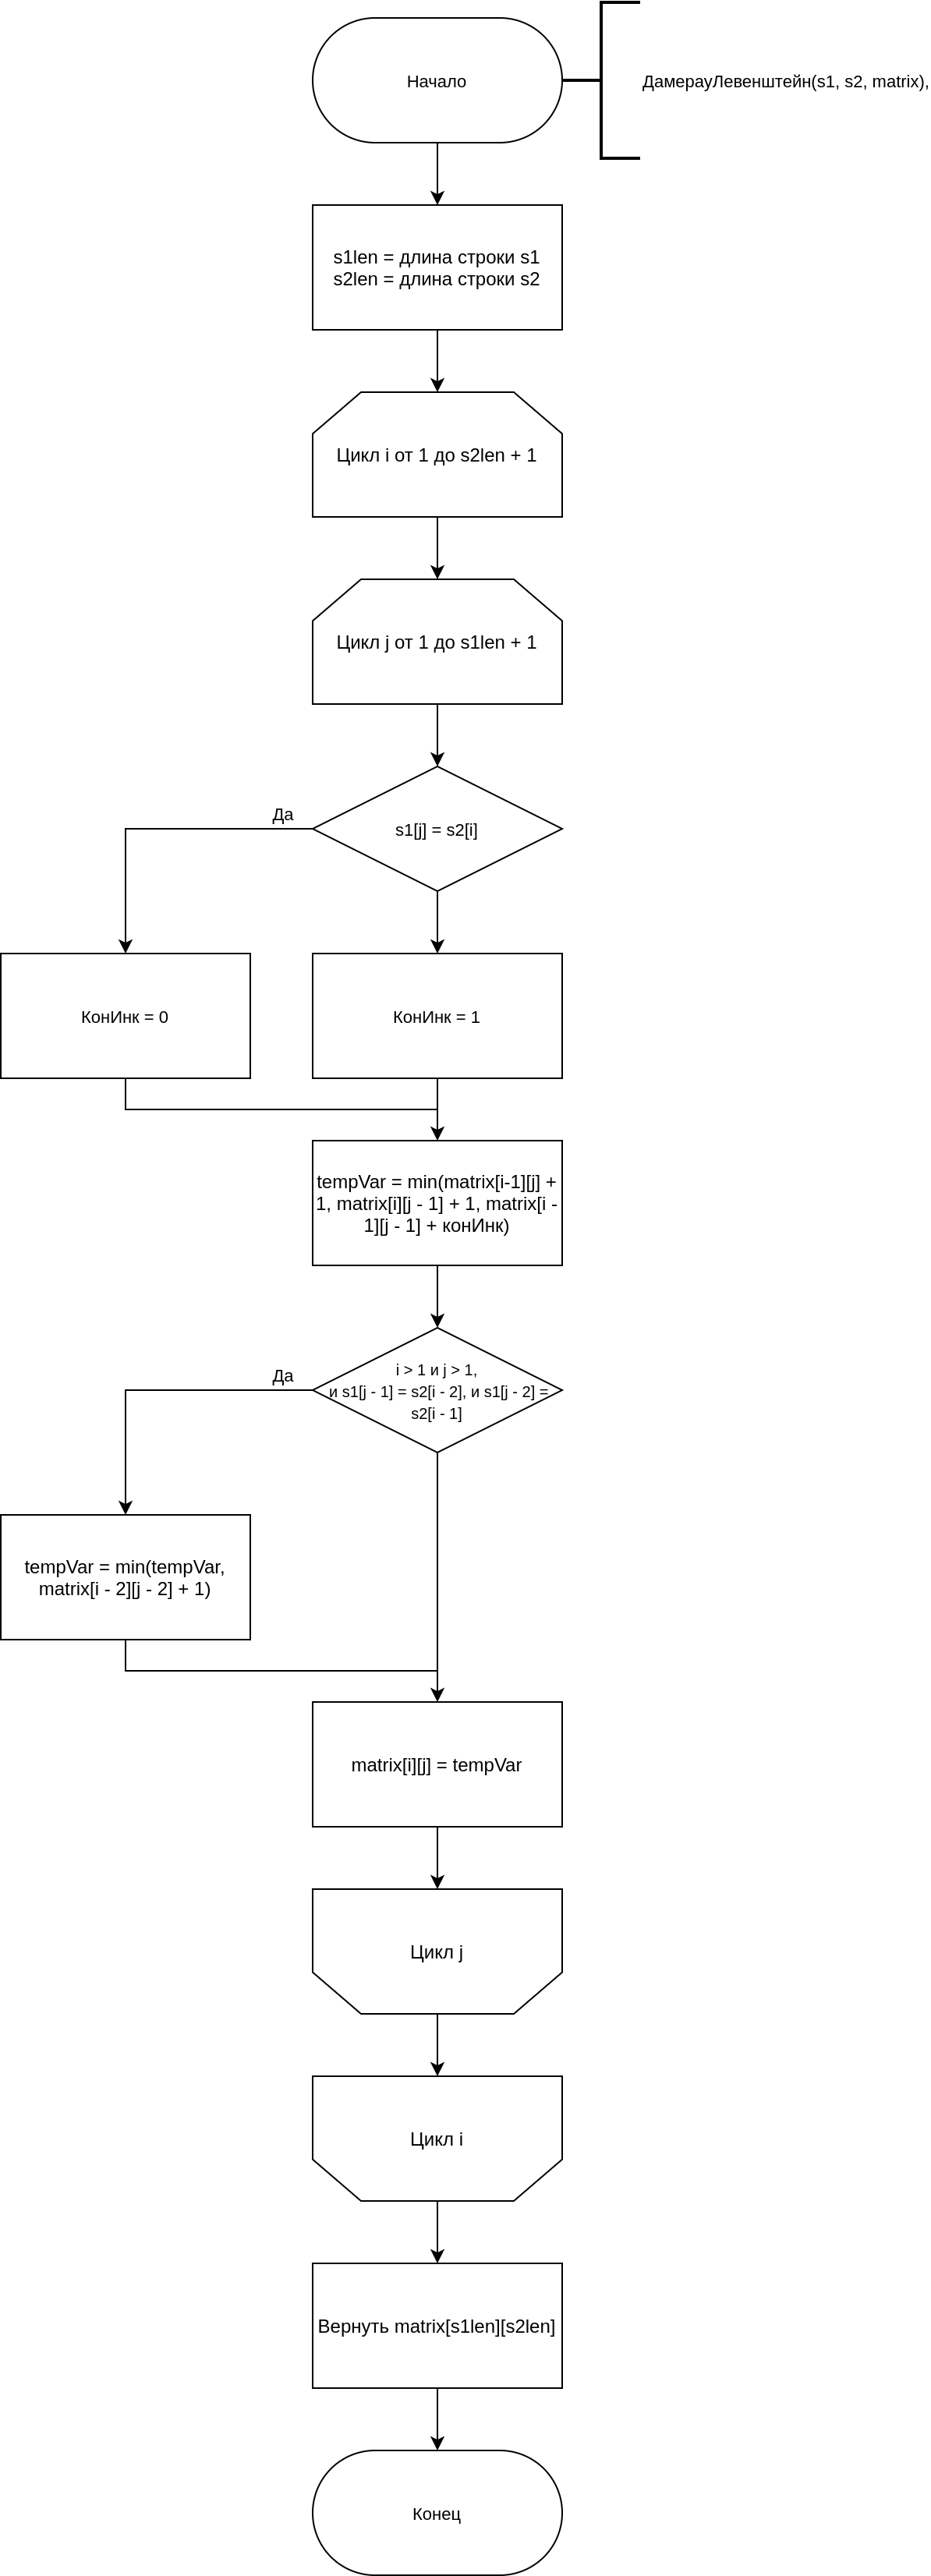 Начало
ДамерауЛевенштейн(s1, s2, matrix),
s1len = длина строки s1
s2len = длина строки s2
Цикл i от 1 до s2len + 1
Цикл j от 1 до s1len + 1
s1[j] = s2[i]
Да
КонИнк = 0
КонИнк = 1
tempVar = min(matrix[i-1][j] +
1, matrix[i][j - 1] + 1, matrix[i -
1][j - 1] + конИнк)
i > 1 и j > 1,
и s1[j - 1] = s2[i - 2], и s1[j - 2] =
s2[i - 1]
Да
tempVar = min(tempVar,
matrix[i - 2][j - 2] + 1)
matrix[i][j] = tempVar
Цикл j
Цикл i
Вернуть matrix[s1len][s2len]
Конец